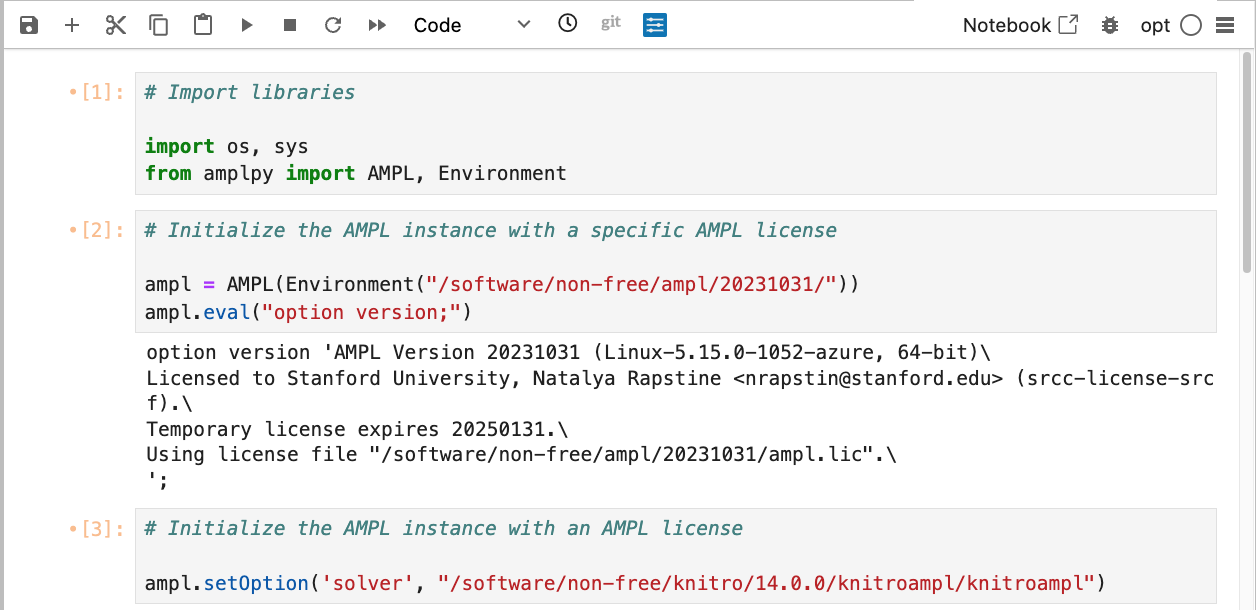 Code git Notebook opt
[1]: # Import libraries
import os, sys
from amplpy import AMPL, Environment
[2]: # Initialize the AMPL instance with a specific AMPL license
ampl = AMPL(Environment("/software/non-free/ampl/20231031/"))
ampl.eval("option version;")
option version 'AMPL Version 20231031 (Linux-5.15.0-1052-azure, 64-bit)\
Licensed to Stanford University, Natalya Rapstine <nrapstin@stanford.edu> (srcc-license-src
f).\
Temporary license expires 20250131.\
Using license file "/software/non-free/ampl/20231031/ampl.lic".\
';
[3]: # Initialize the AMPL instance with an AMPL license
ampl.setOption('solver', "/software/non-free/knitro/14.0.0/knitroampl/knitroampl")